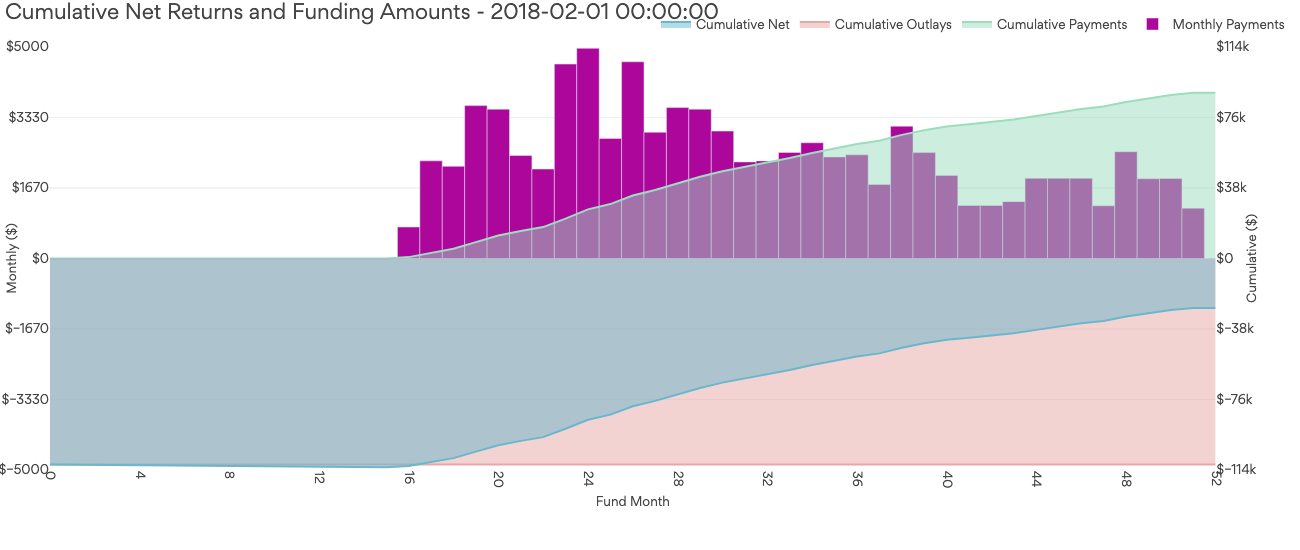 Cumulative Net Returns and Funding Amounts - 2018-02-01 00:00:00
Cumulative Net Cumulative Outlays Cumulative Payments Monthly Payments
$5000 $114k
$3330 $76k
$1670 $38k
$0 $0
$−1670 $−38k
$−3330 $−76k
$−5000 $−114k
Monthly ($)
Cumulative ($)
0 4 8 12 16 20 24 28 32 36 40 44 48 52
Fund Month